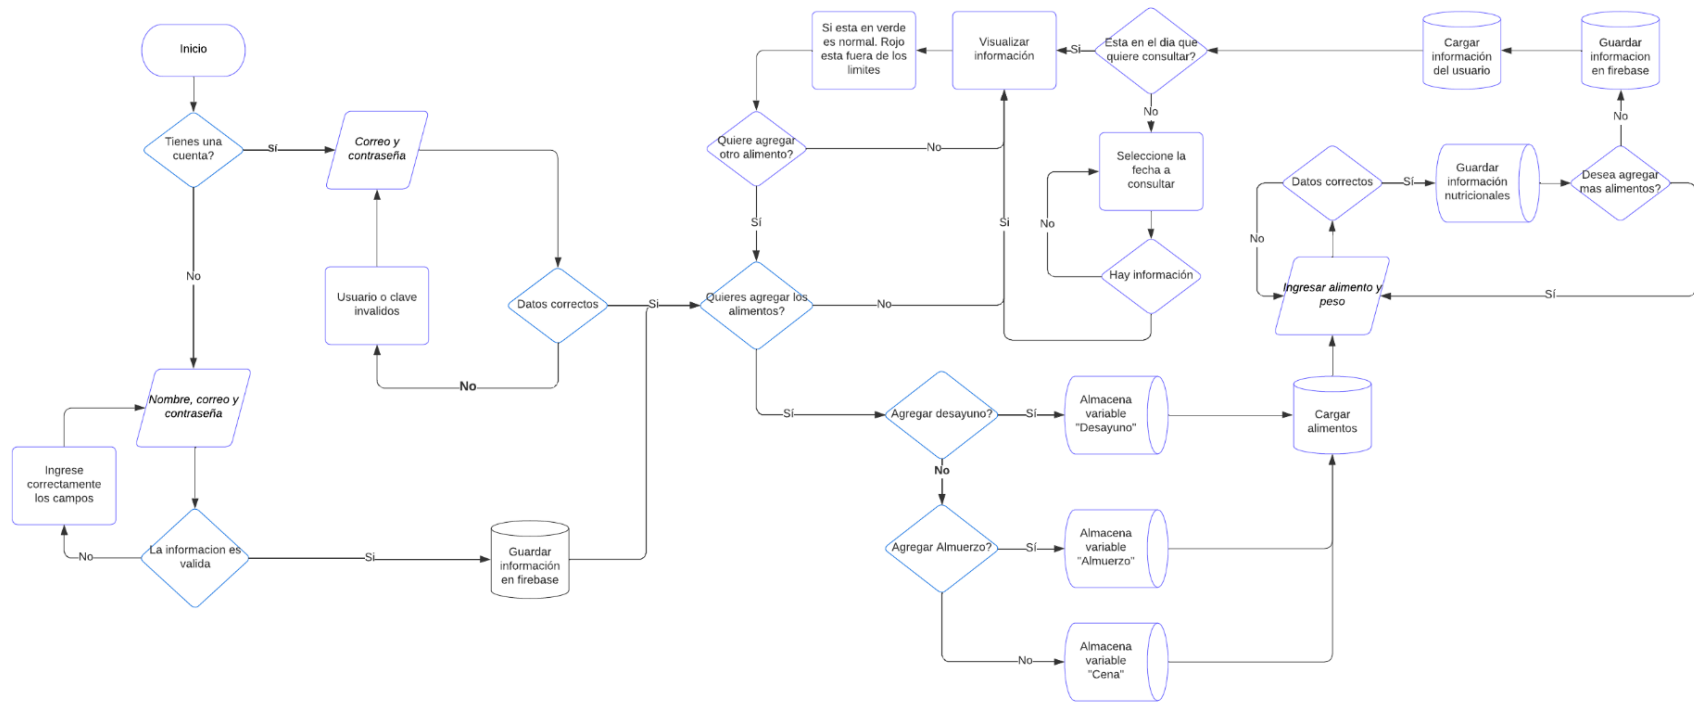 Inicio
Tienes una
cuenta?
Sí
Correo y
contraseña
No
Usuario o clave
invalidos
Datos correctos
No
Si
Nombre, correo y
contraseña
Ingrese
correctamente
los campos
No
La informacion es
valida
Si
Guardar
información
en firebase
Si esta en verde
es normal. Rojo
esta fuera de los
limites
Visualizar
información
Si
Esta en el dia que
quiere consultar?
No
Seleccione la
fecha a
consultar
No
Hay información
Si
Quiere agregar
otro alimento?
No
Sí
Quieres agregar los
alimentos?
No
Sí
Agregar desayuno?
Sí
Almacena
variable
"Desayuno"
No
Agregar Almuerzo?
Sí
Almacena
variable
"Almuerzo"
No
Almacena
variable
"Cena"
Cargar
alimentos
Ingresar alimento y
peso
No
Datos correctos
Sí
Guardar
información
nutricionales
Desea agregar
mas alimentos?
Sí
No
Guardar
informacion
en firebase
Cargar
información
del usuario